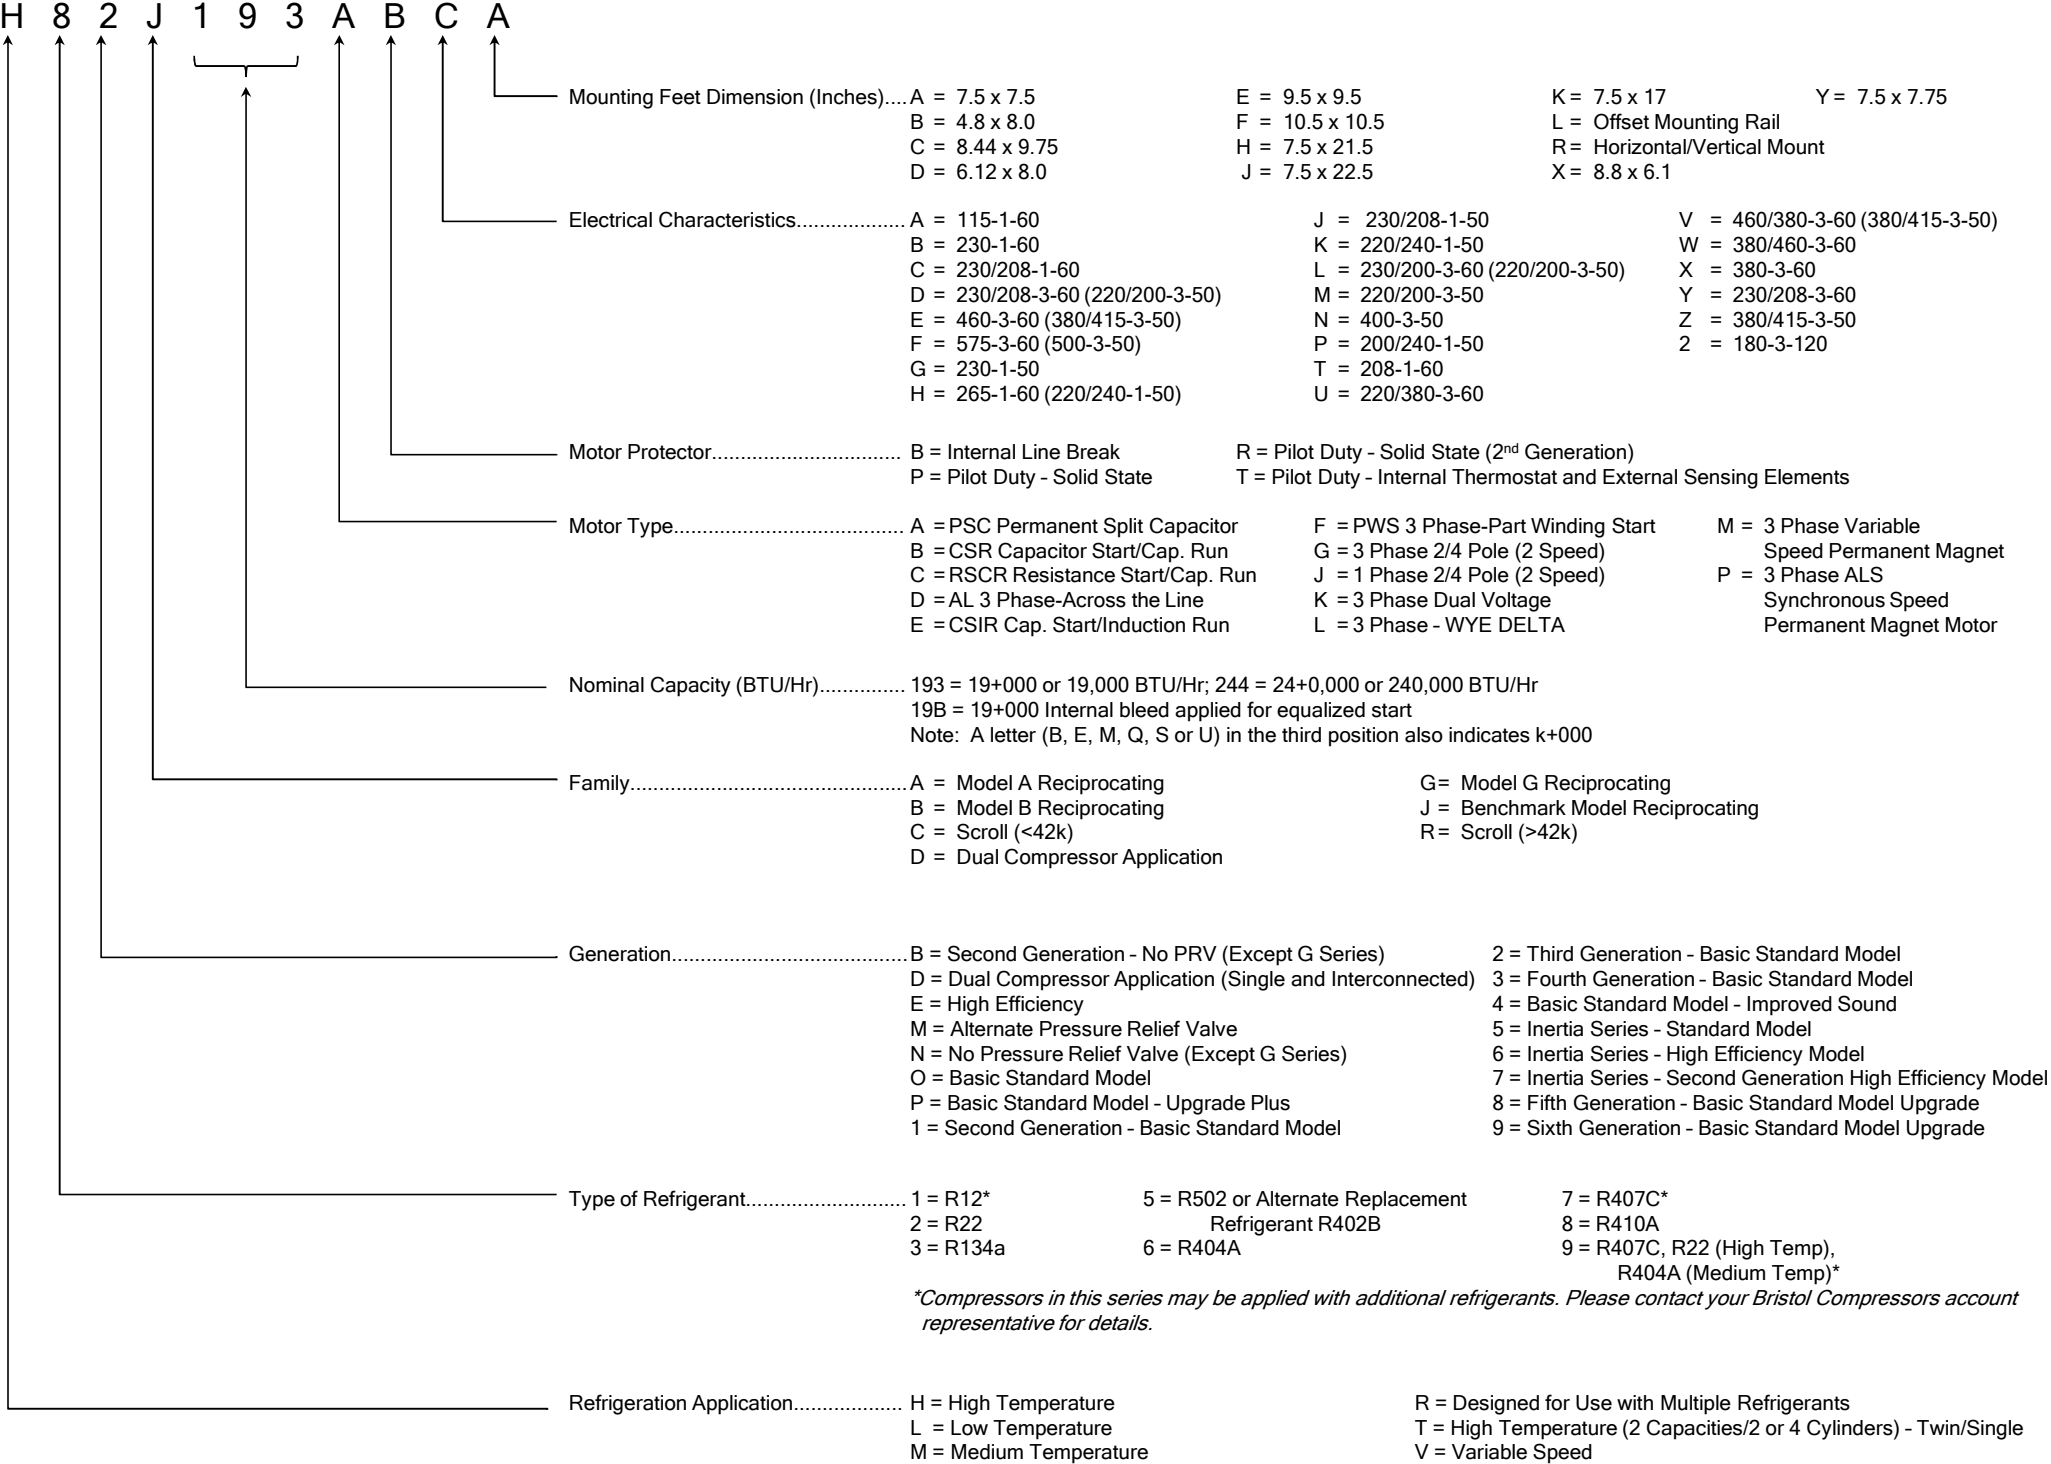 H 8 2 J 1 9 3 A B C A
Mounting Feet Dimension (Inches).... A = 7.5 x 7.5 E = 9.5 x 9.5 K = 7.5 x 17 Y = 7.5 x 7.75
B = 4.8 x 8.0 F = 10.5 x 10.5 L = Offset Mounting Rail
C = 8.44 x 9.75 H = 7.5 x 21.5 R = Horizontal/Vertical Mount
D = 6.12 x 8.0 J = 7.5 x 22.5 X = 8.8 x 6.1
Electrical Characteristics................... A = 115-1-60 J = 230/208-1-50 V = 460/380-3-60 (380/415-3-50)
B = 230-1-60 K = 220/240-1-50 W = 380/460-3-60
C = 230/208-1-60 L = 230/200-3-60 (220/200-3-50) X = 380-3-60
D = 230/208-3-60 (220/200-3-50) M = 220/200-3-50 Y = 230/208-3-60
E = 460-3-60 (380/415-3-50) N = 400-3-50 Z = 380/415-3-50
F = 575-3-60 (500-3-50) P = 200/240-1-50 2 = 180-3-120
G = 230-1-50 T = 208-1-60
H = 265-1-60 (220/240-1-50) U = 220/380-3-60
Motor Protector................................. B = Internal Line Break R = Pilot Duty - Solid State (2nd Generation)
P = Pilot Duty - Solid State T = Pilot Duty - Internal Thermostat and External Sensing Elements
Motor Type........................................ A = PSC Permanent Split Capacitor F = PWS 3 Phase-Part Winding Start M = 3 Phase Variable
B = CSR Capacitor Start/Cap. Run G = 3 Phase 2/4 Pole (2 Speed) Speed Permanent Magnet
C = RSCR Resistance Start/Cap. Run J = 1 Phase 2/4 Pole (2 Speed) P = 3 Phase ALS
D = AL 3 Phase-Across the Line K = 3 Phase Dual Voltage Synchronous Speed
E = CSIR Cap. Start/Induction Run L = 3 Phase - WYE DELTA Permanent Magnet Motor
Nominal Capacity (BTU/Hr)............... 193 = 19+000 or 19,000 BTU/Hr; 244 = 24+0,000 or 240,000 BTU/Hr
19B = 19+000 Internal bleed applied for equalized start
Note: A letter (B, E, M, Q, S or U) in the third position also indicates k+000
Family................................................ A = Model A Reciprocating G= Model G Reciprocating
B = Model B Reciprocating J = Benchmark Model Reciprocating
C = Scroll (<42k) R= Scroll (>42k)
D = Dual Compressor Application
Generation......................................... B = Second Generation - No PRV (Except G Series) 2 = Third Generation - Basic Standard Model
D = Dual Compressor Application (Single and Interconnected) 3 = Fourth Generation - Basic Standard Model
E = High Efficiency 4 = Basic Standard Model - Improved Sound
M = Alternate Pressure Relief Valve 5 = Inertia Series - Standard Model
N = No Pressure Relief Valve (Except G Series) 6 = Inertia Series - High Efficiency Model
O = Basic Standard Model 7 = Inertia Series - Second Generation High Efficiency Model
P = Basic Standard Model - Upgrade Plus 8 = Fifth Generation - Basic Standard Model Upgrade
1 = Second Generation - Basic Standard Model 9 = Sixth Generation - Basic Standard Model Upgrade
Type of Refrigerant............................ 1 = R12* 5 = R502 or Alternate Replacement 7 = R407C*
2 = R22 Refrigerant R402B 8 = R410A
3 = R134a 6 = R404A 9 = R407C, R22 (High Temp),
R404A (Medium Temp)*
*Compressors in this series may be applied with additional refrigerants. Please contact your Bristol Compressors account
representative for details.
Refrigeration Application................... H = High Temperature R = Designed for Use with Multiple Refrigerants
L = Low Temperature T = High Temperature (2 Capacities/2 or 4 Cylinders) - Twin/Single
M = Medium Temperature V = Variable Speed